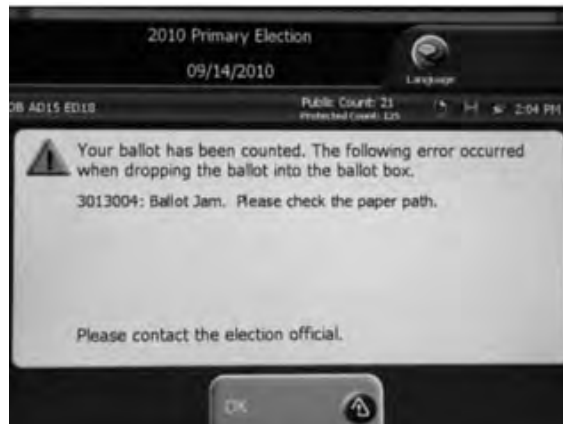 2010 Primary Election
09/14/2010
Language
DB AD15 ED18
Public Count: 21
Protected Count: 125
2:04 PM
Your ballot has been counted. The following error occurred
when dropping the ballot into the ballot box.
3013004: Ballot Jam. Please check the paper path.
Please contact the election official.
OK